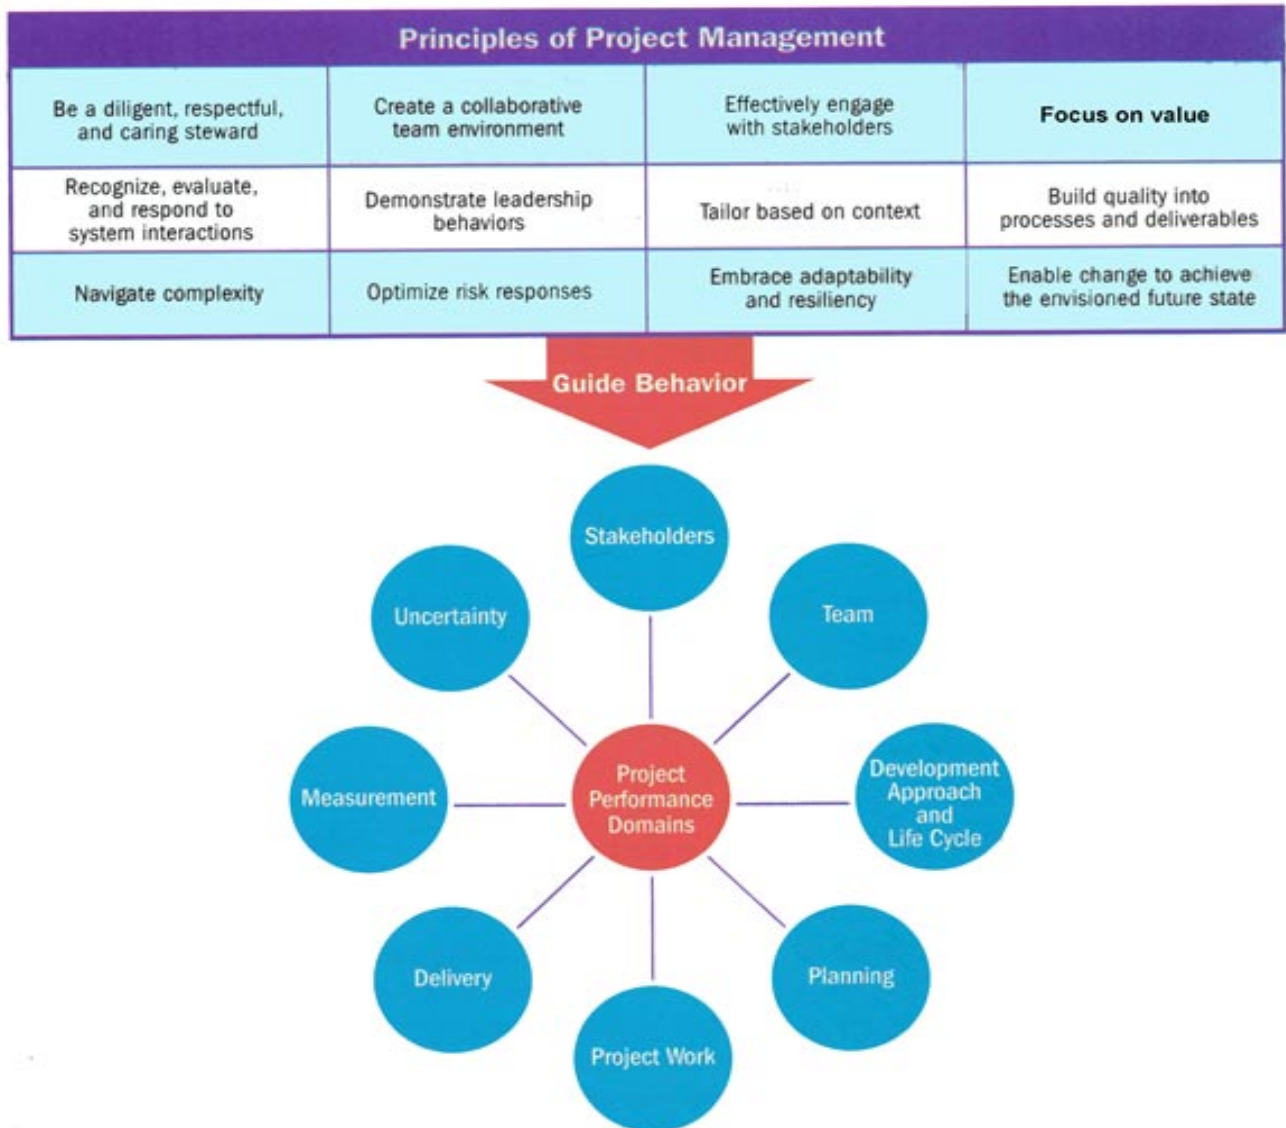 Principles of Project Management
Be a diligent, respectful,
and caring steward
Create a collaborative
team environment
Effectively engage
with stakeholders
Focus on value
Recognize, evaluate,
and respond to
system interactions
Demonstrate leadership
behaviors
Tailor based on context
Build quality into
processes and deliverables
Navigate complexity
Optimize risk responses
Embrace adaptability
and resiliency
Enable change to achieve
the envisioned future state
Guide Behavior
Stakeholders
Team
Development
Approach
and
Life Cycle
Planning
Project Work
Delivery
Measurement
Uncertainty
Project
Performance
Domains